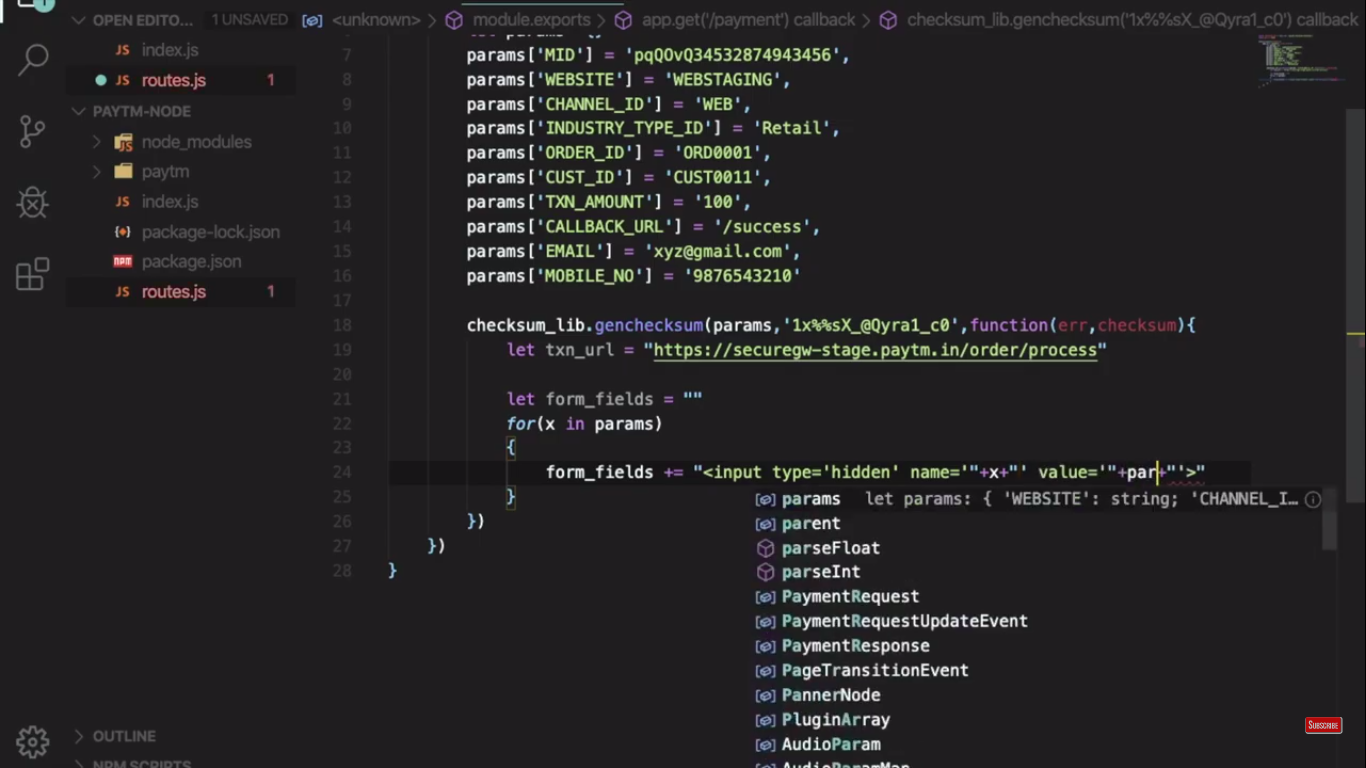 OPEN EDITO... 1 UNSAVED <unknown> > module.exports > app.get('/payment') callback > checksum_lib.genchecksum('1x%%sX_@Qyra1_c0') callback
JS index.js
JS routes.js 1
PAYTM-NODE
node_modules
paytm
JS index.js
package-lock.json
npm package.json
JS routes.js 1
OUTLINE
NPM SCRIPTS
let params = {}
7 params['MID'] = 'pqQOvQ34532874943456',
8 params['WEBSITE'] = 'WEBSTAGING',
9 params['CHANNEL_ID'] = 'WEB',
10 params['INDUSTRY_TYPE_ID'] = 'Retail',
11 params['ORDER_ID'] = 'ORD0001',
12 params['CUST_ID'] = 'CUST0011',
13 params['TXN_AMOUNT'] = '100',
14 params['CALLBACK_URL'] = '/success',
15 params['EMAIL'] = 'xyz@gmail.com',
16 params['MOBILE_NO'] = '9876543210'
17
18 checksum_lib.genchecksum(params,'1x%%sX_@Qyra1_c0',function(err,checksum){
19 let txn_url = "https://securegw-stage.paytm.in/order/process"
20
21 let form_fields = ""
22 for(x in params)
23 {
24 form_fields += "<input type='hidden' name='"+x+"' value='"+par+"'>"
25 }
26 })
27 })
28 }
params let params: { 'WEBSITE': string; 'CHANNEL_I...
parent
parseFloat
parseInt
PaymentRequest
PaymentRequestUpdateEvent
PaymentResponse
PageTransitionEvent
PannerNode
PluginArray
AudioParam
AudioParamMap
SUBSCRIBE